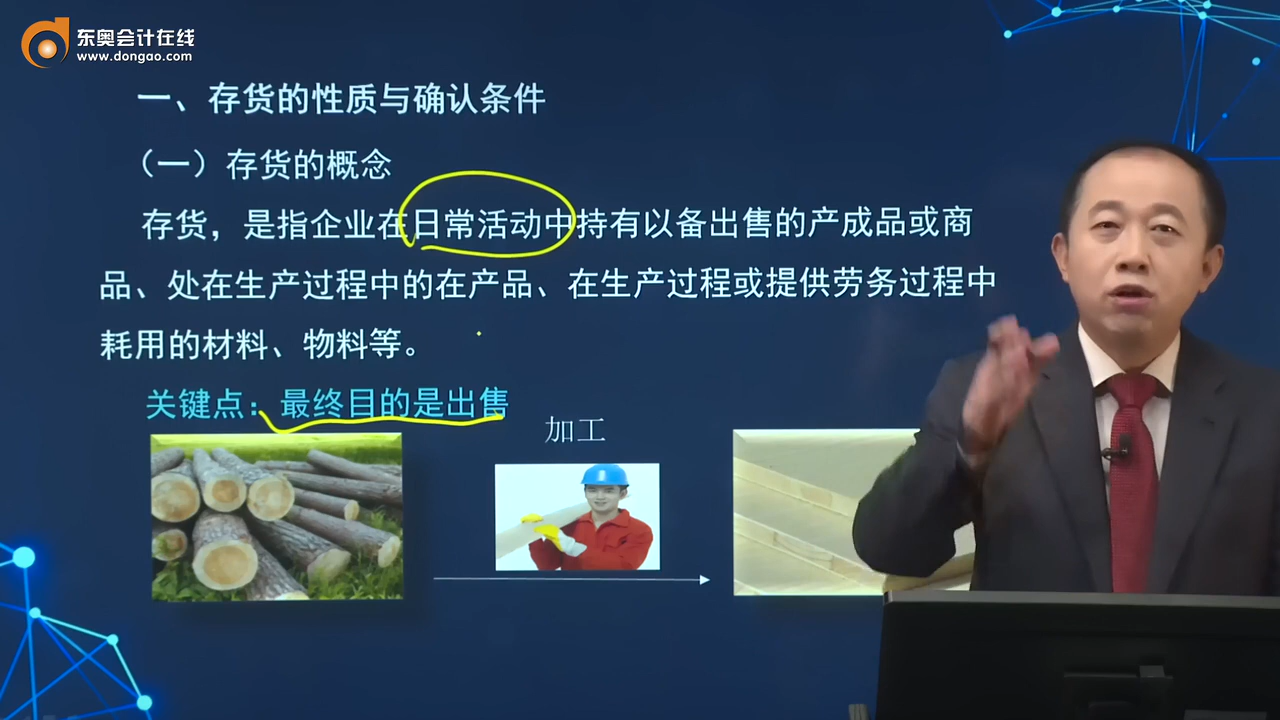 东奥会计在线
www.dongao.com
一、存货的性质与确认条件
（一）存货的概念
存货，是指企业在日常活动中持有以备出售的产成品或商
品、处在生产过程中的在产品、在生产过程或提供劳务过程中
耗用的材料、物料等。
关键点：最终目的是出售
加工